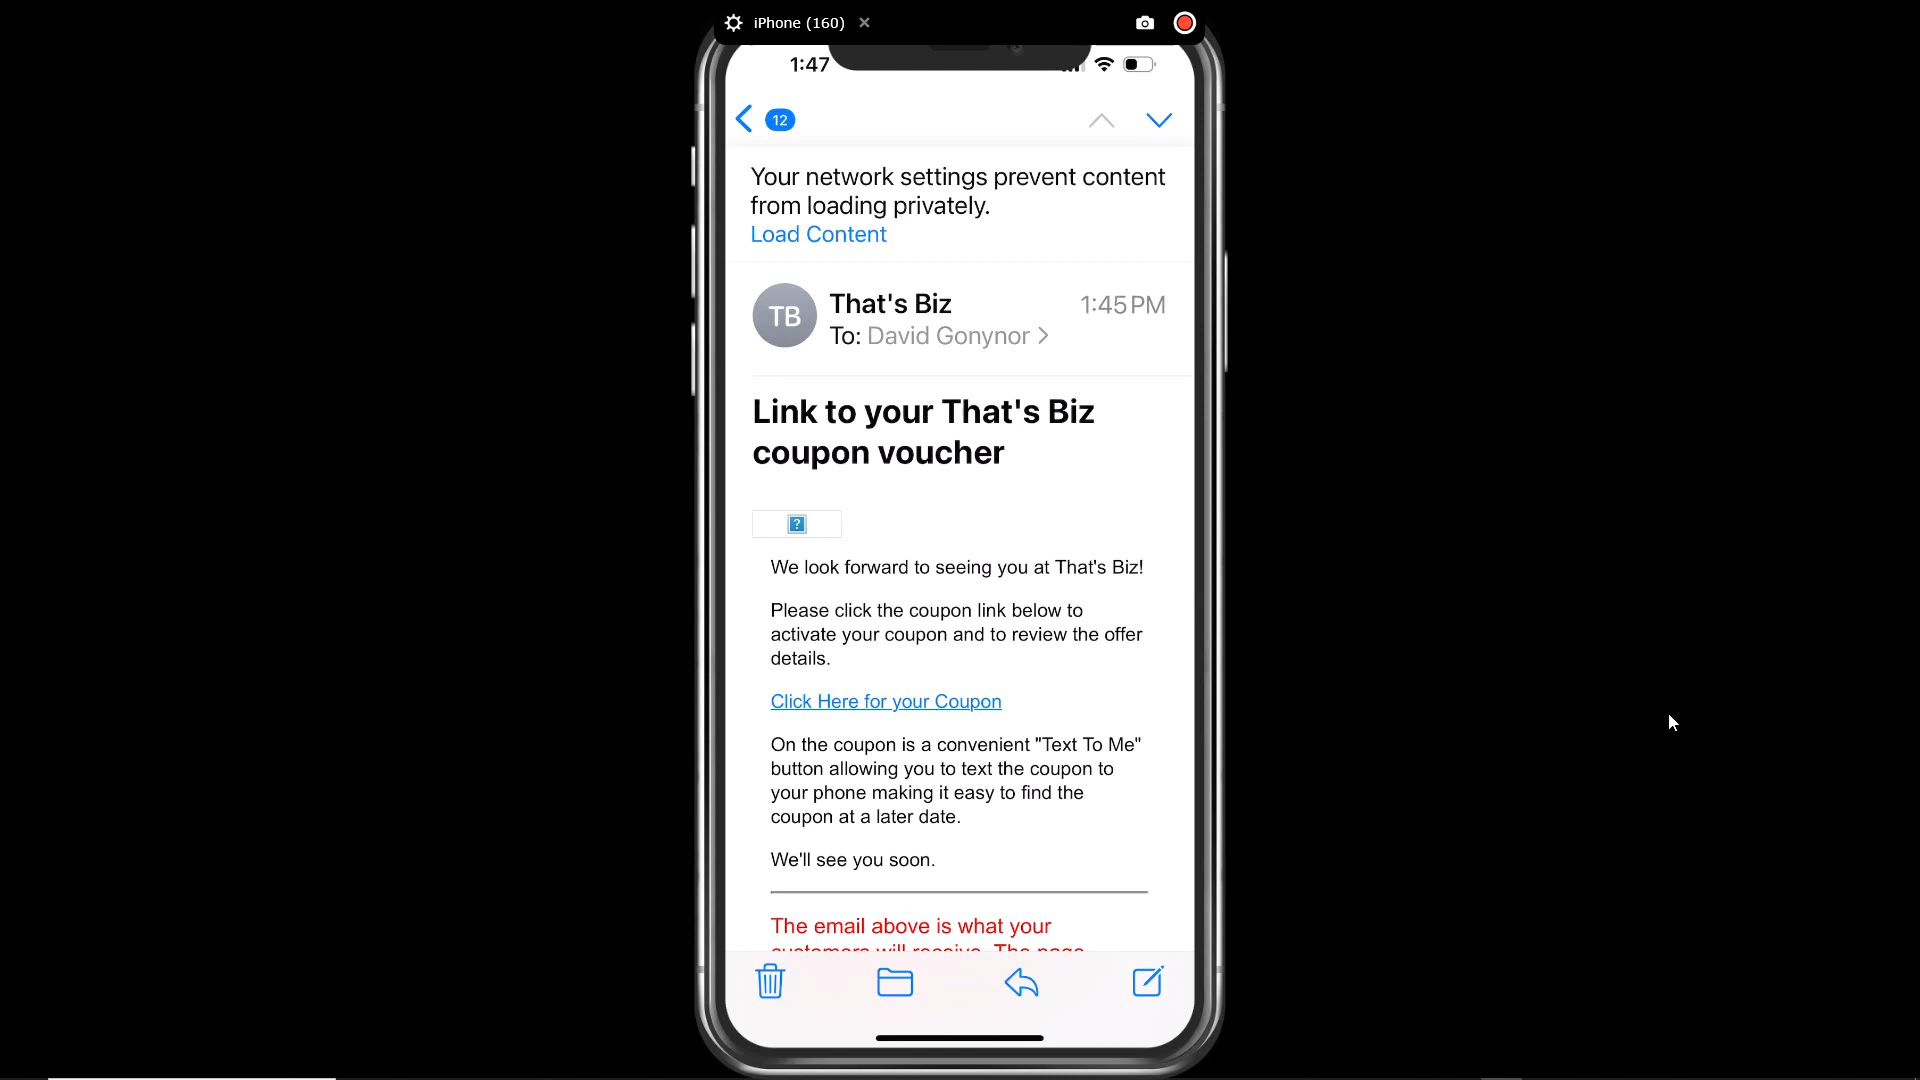 iPhone (160)
1:47
12
Your network settings prevent content
from loading privately.
Load Content
TB
That's Biz
1:45 PM
To: David Gonynor
Link to your That's Biz
coupon voucher
?
We look forward to seeing you at That's Biz!
Please click the coupon link below to
activate your coupon and to review the offer
details.
Click Here for your Coupon
On the coupon is a convenient "Text To Me"
button allowing you to text the coupon to
your phone making it easy to find the
coupon at a later date.
We'll see you soon.
The email above is what your
customers will receive. The page